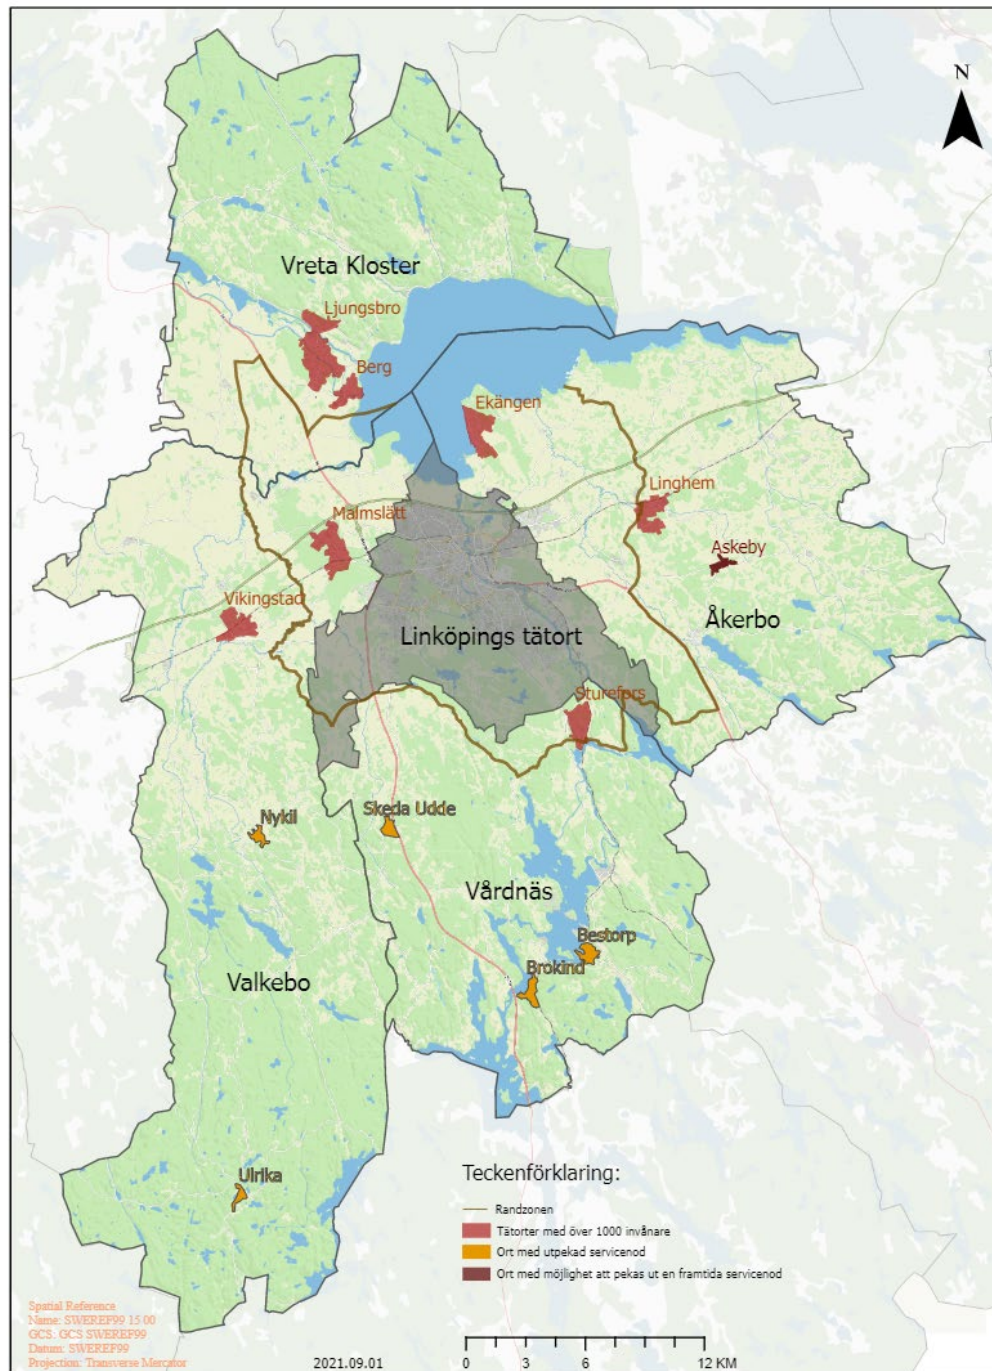 N
Vreta Kloster
Ljungsbro
Berg
Ekängen
Linghem
Malmslätt
Askeby
Vikingstad
Åkerbo
Linköpings tätort
Sturefors
Nykil
Skeda Udde
Vårdnäs
Bestorp
Brokind
Valkebo
Ulrika
Teckenförklaring:
Randzonen
Tätorter med över 1000 invånare
Ort med utpekad servicenod
Ort med möjlighet att pekas ut en framtida servicenod
Spatial Reference
Name: SWEREF99 15 00
GCS: GCS SWEREF99
Datum: SWEREF99
Projection: Transverse Mercator
2021.09.01
0 3 6 12 KM